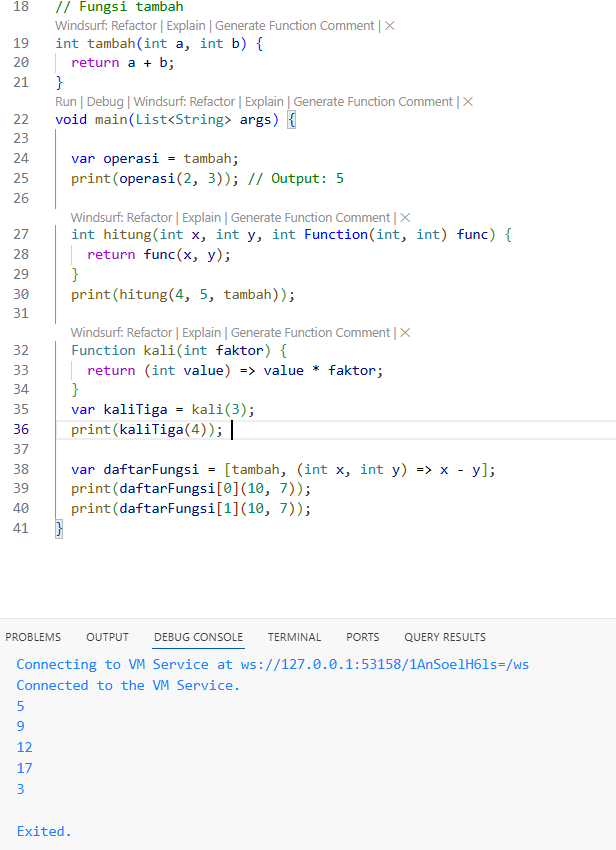 18 // Fungsi tambah
Windsurf: Refactor | Explain | Generate Function Comment | ×
19 int tambah(int a, int b) {
20   return a + b;
21 }
Run | Debug | Windsurf: Refactor | Explain | Generate Function Comment | ×
22 void main(List<String> args) {
23
24   var operasi = tambah;
25   print(operasi(2, 3)); // Output: 5
26
Windsurf: Refactor | Explain | Generate Function Comment | ×
27   int hitung(int x, int y, int Function(int, int) func) {
28     return func(x, y);
29   }
30   print(hitung(4, 5, tambah));
31
Windsurf: Refactor | Explain | Generate Function Comment | ×
32   Function kali(int faktor) {
33     return (int value) => value * faktor;
34   }
35   var kaliTiga = kali(3);
36   print(kaliTiga(4));
37
38   var daftarFungsi = [tambah, (int x, int y) => x - y];
39   print(daftarFungsi[0](10, 7));
40   print(daftarFungsi[1](10, 7));
41 }
PROBLEMS OUTPUT DEBUG CONSOLE TERMINAL PORTS QUERY RESULTS
Connecting to VM Service at ws://127.0.0.1:53158/1AnSoelH6ls=/ws
Connected to the VM Service.
5
9
12
17
3
Exited.